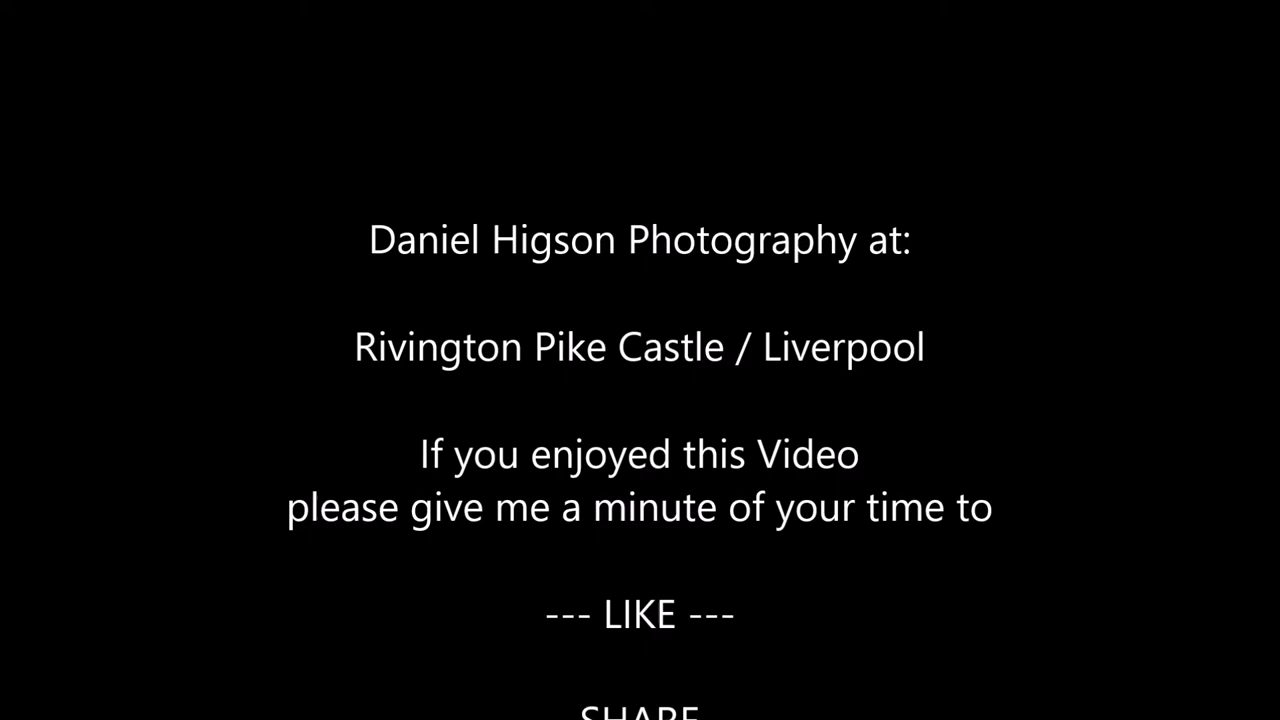 Daniel Higson Photography at:
Rivington Pike Castle / Liverpool
If you enjoyed this Video
please give me a minute of your time to
--- LIKE ---
SHARE